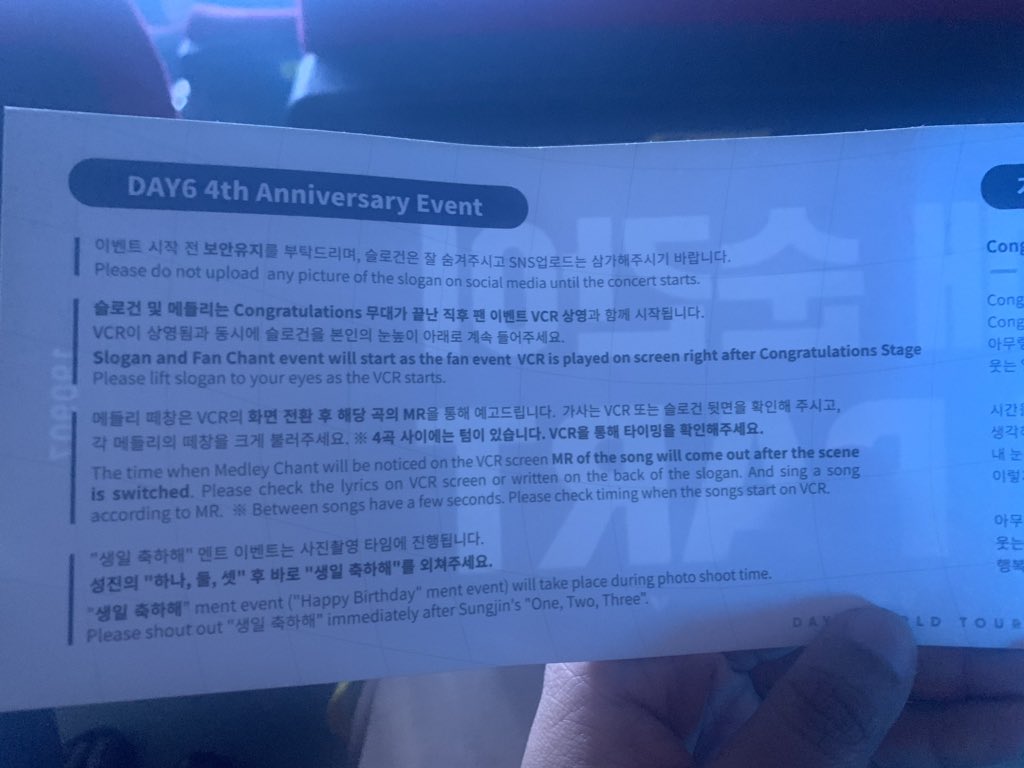 DAY6 4th Anniversary Event
이벤트 시작 전 보안유지를 부탁드리며, 슬로건은 잘 숨겨주시고 SNS업로드는 삼가해주시기 바랍니다.
Please do not upload any picture of the slogan on social media until the concert starts.
슬로건 및 메들리는 Congratulations 무대가 끝난 직후 팬 이벤트 VCR 상영과 함께 시작됩니다.
VCR이 상영됨과 동시에 슬로건을 본인의 눈높이 아래로 계속 들어주세요.
Slogan and Fan Chant event will start as the fan event VCR is played on screen right after Congratulations Stage
Please lift slogan to your eyes as the VCR starts.
메들리 떼창은 VCR의 화면 전환 후 해당 곡의 MR을 통해 예고드립니다. 가사는 VCR 또는 슬로건 뒷면을 확인해 주시고,
각 메들리의 떼창을 크게 불러주세요. ※ 4곡 사이에는 텀이 있습니다. VCR을 통해 타이밍을 확인해주세요.
The time when Medley Chant will be noticed on the VCR screen MR of the song will come out after the scene
is switched. Please check the lyrics on VCR screen or written on the back of the slogan. And sing a song
according to MR. ※ Between songs have a few seconds. Please check timing when the songs start on VCR.
"생일 축하해" 멘트 이벤트는 사진촬영 타임에 진행됩니다.
성진의 "하나, 둘, 셋" 후 바로 "생일 축하해"를 외쳐주세요.
"생일 축하해" ment event ("Happy Birthday" ment event) will take place during photo shoot time.
Please shout out "생일 축하해" immediately after Sungjin's "One, Two, Three".
TOUR
Cong
Cong
Cong
웃는
시간
생각
내 눈
이렇
아무
웃는
행복